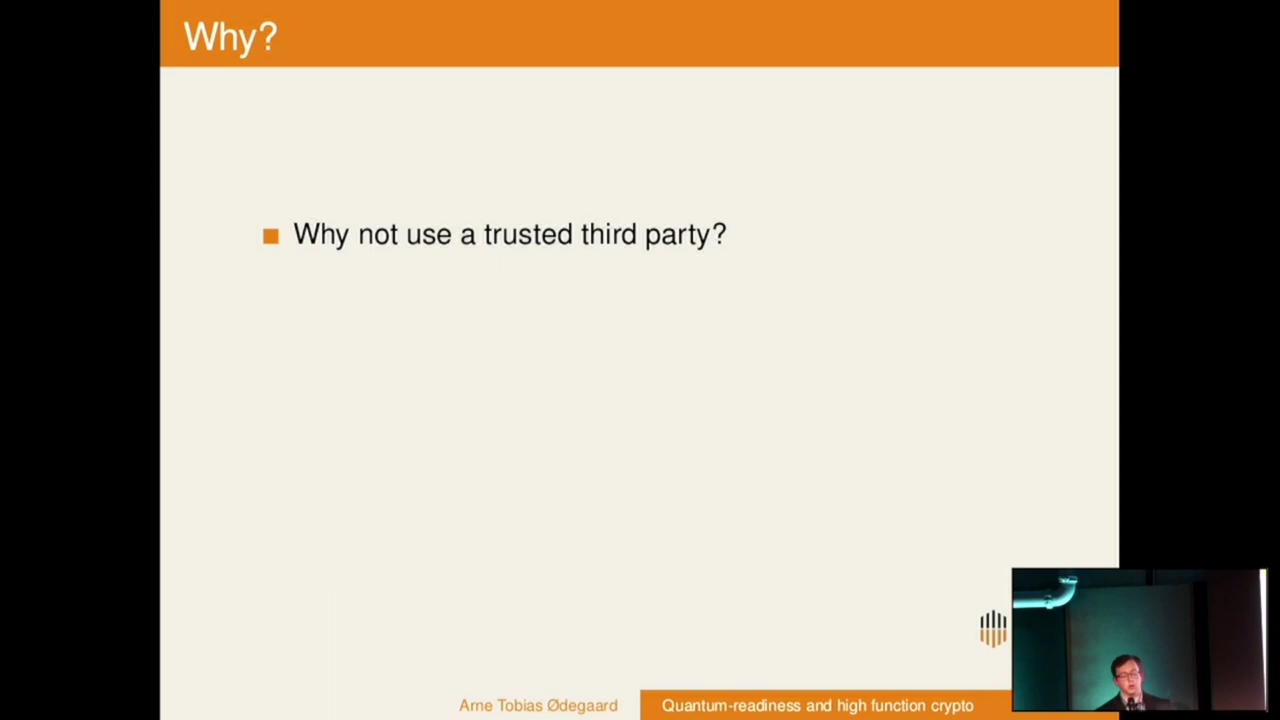 Why?
Why not use a trusted third party?
Arne Tobias Ødegaard
Quantum-readiness and high function crypto